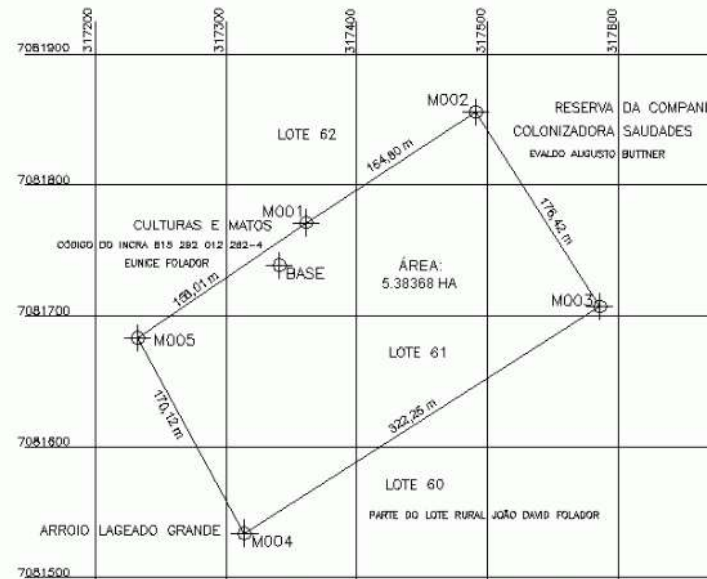 317200
317300
317400
317500
317600
7081900
M002
RESERVA DA COMPANI
LOTE 62
COLONIZADORA SAUDADES
EVALDO AUGUSTO BUTTNER
164,80 m
7081800
M001
176,42 m
CULTURAS E MATOS
CÓDIGO DO INCRA 815 292 012 262-4
EUNICE FOLADOR
BASE
ÁREA:
5.38368 HA
M003
7081700
M005
LOTE 61
170,12 m
322,25 m
7081600
LOTE 60
PARTE DO LOTE RURAL JOÃO DAVID FOLADOR
ARROIO LAGEADO GRANDE
M004
7081500